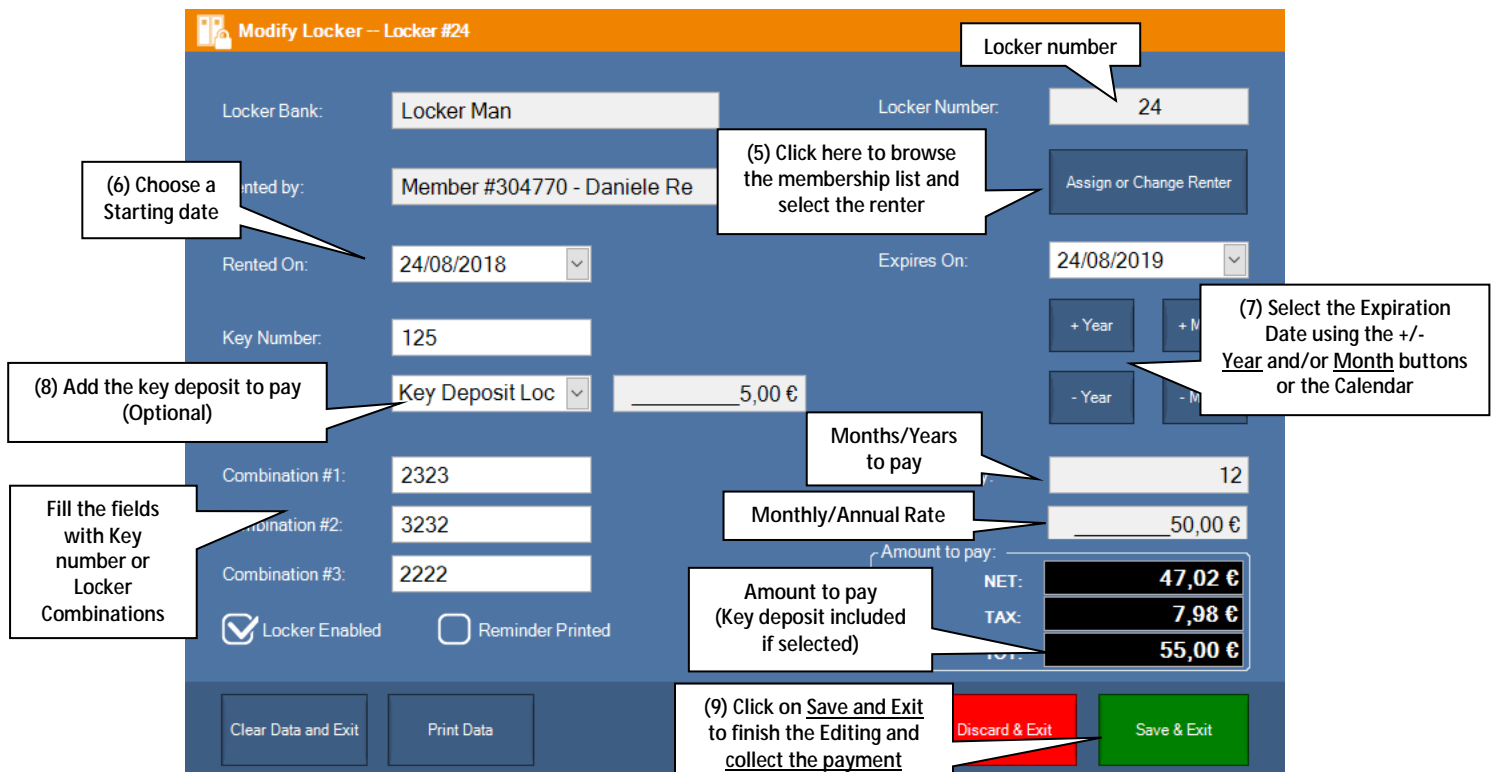 Modify Locker – Locker #24
Locker number
Locker Bank:
Locker Man
Locker Number:
24
(5) Click here to browse
the membership list and
select the renter
(6) Choose a
Starting date
ented by:
Member #304770 - Daniele Re
Assign or Change Renter
Rented On:
24/08/2018
Expires On:
24/08/2019
(7) Select the Expiration
Date using the +/-
Year and/or Month buttons
or the Calendar
Key Number:
125
+ Year
+ M
(8) Add the key deposit to pay
(Optional)
Key Deposit Loc
5,00 €
- Year
- M
Months/Years
to pay
Combination #1:
2323
12
Fill the fields
with Key
number or
Locker
Combinations
bination #2:
3232
Monthly/Annual Rate
50,00 €
Combination #3:
2222
Amount to pay:
NET:
47,02 €
Amount to pay
(Key deposit included
if selected)
TAX:
7,98 €
55,00 €
Locker Enabled
Reminder Printed
Clear Data and Exit
Print Data
(9) Click on Save and Exit
to finish the Editing and
collect the payment
Discard & Exit
Save & Exit